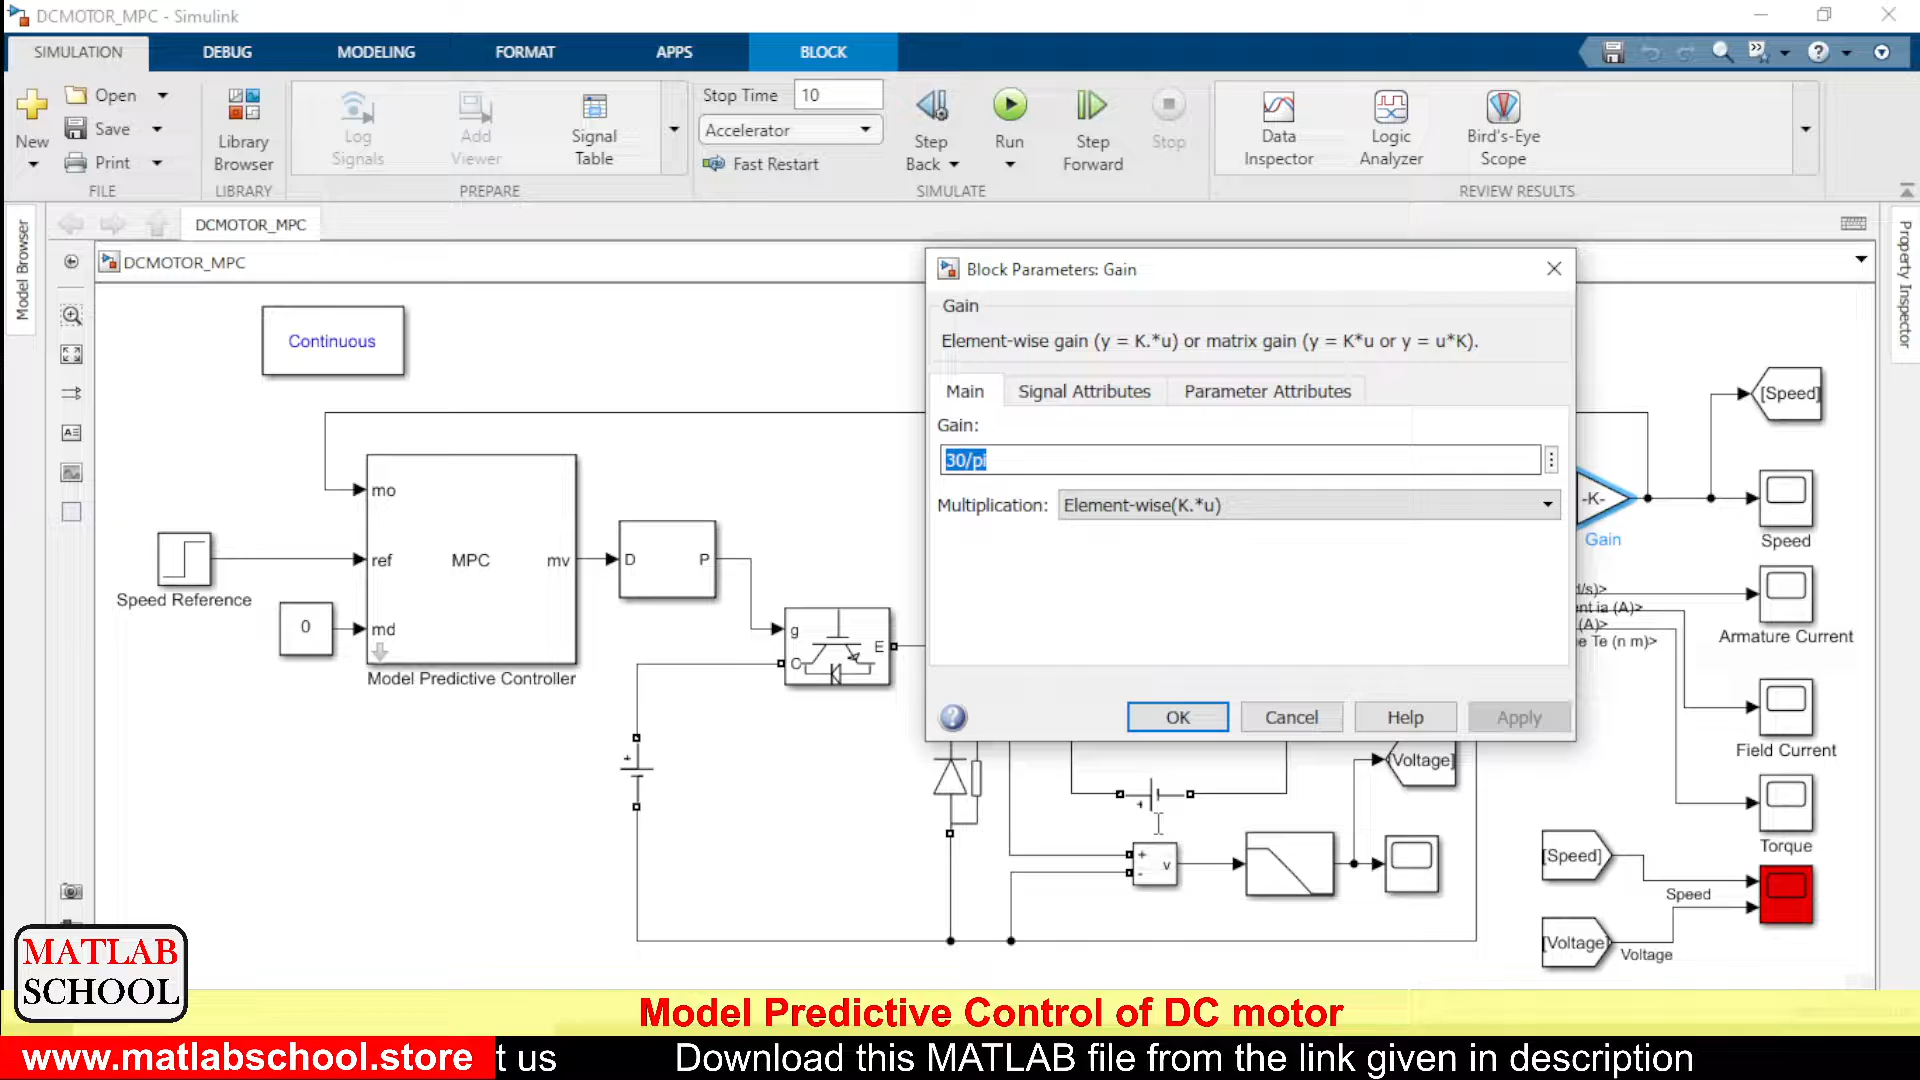 DCMOTOR_MPC - Simulink
SIMULATION
DEBUG
MODELING
FORMAT
APPS
BLOCK
New
Open
Save
Print
FILE
Library
Browser
LIBRARY
Log
Signals
Add
Viewer
Signal
Table
PREPARE
Stop Time
10
Accelerator
Fast Restart
Step
Back
Run
Step
Forward
Stop
SIMULATE
Data
Inspector
Logic
Analyzer
Bird's-Eye
Scope
REVIEW RESULTS
Model Browser
DCMOTOR_MPC
DCMOTOR_MPC
Property Inspector
Block Parameters: Gain
Gain
Element-wise gain (y = K.*u) or matrix gain (y = K*u or y = u*K).
Main
Signal Attributes
Parameter Attributes
Gain:
30/pi
Multiplication:
Element-wise(K.*u)
OK
Cancel
Help
Apply
Continuous
mo
ref
md
MPC
mv
Model Predictive Controller
Speed Reference
0
D
P
g
C
E
+
-K-
Gain
[Speed]
Speed
d/s)>
ent ia (A)>
(A)>
e Te (n m)>
Armature Current
Field Current
Torque
[Voltage]
+
+
-
v
[Speed]
Speed
[Voltage]
Voltage
MATLAB
SCHOOL
Model Predictive Control of DC motor
www.matlabschool.store
t us
Download this MATLAB file from the link given in description